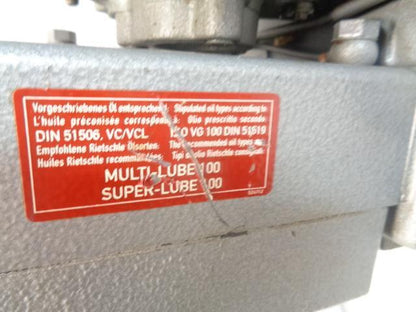 Vorgeschriebenes Öl entsprechend Stipulated oil types according to
L'huile préconisée correspond à Olio prescritto secondo
DIN 51506, VC/VCL ISO VG 100 DIN 51519
Empfohlene Rietschle Ölsorten: The recommended oil types
Huiles Rietschle recommandées: Tipi d'olio Rietschle consigliati:
MULTI-LUBE 100
SUPER-LUBE 100